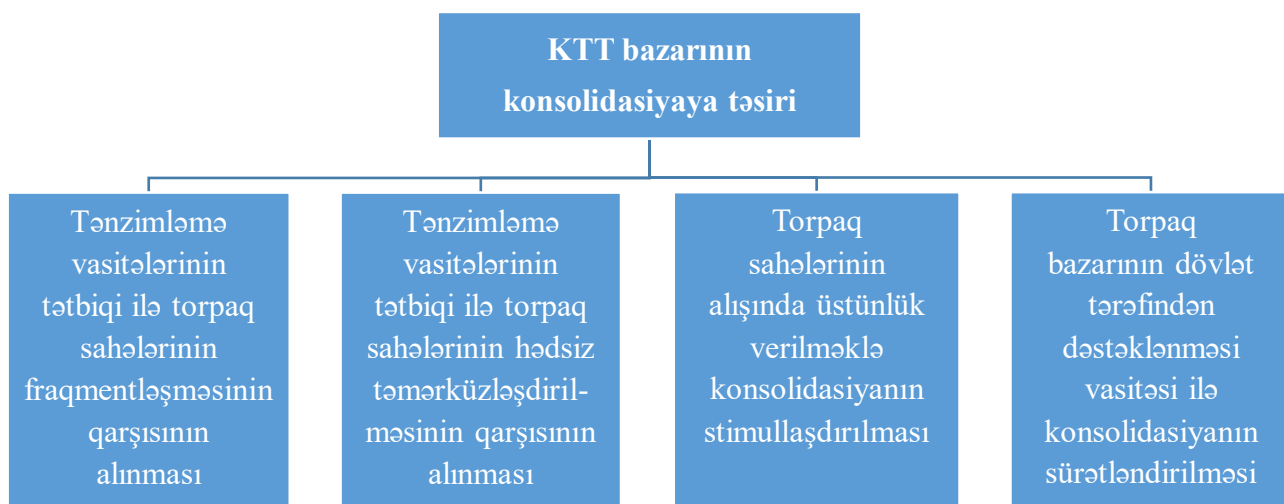 KTT bazarının
konsolidasiyaya təsiri
Tənzimləmə
vasitələrinin
tətbiqi ilə torpaq
sahələrinin
fraqmentləşməsinin
qarşısının
alınması
Tənzimləmə
vasitələrinin
tətbiqi ilə torpaq
sahələrinin hədsiz
təmərküzləşdiril-
məsinin qarşısının
alınması
Torpaq
sahələrinin
alışında üstünlük
verilməklə
konsolidasiyanın
stimullaşdırılması
Torpaq
bazarının dövlət
tərəfindən
dəstəklənməsi
vasitəsi ilə
konsolidasiyanın
sürətləndirilməsi